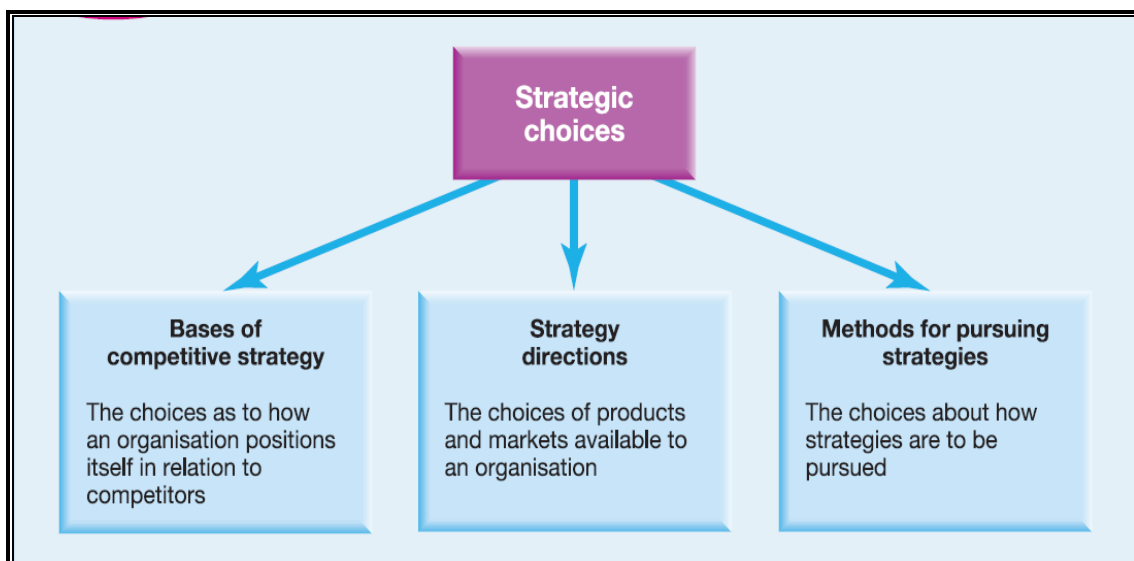 Strategic
choices
Bases of
competitive strategy
The choices as to how
an organisation positions
itself in relation to
competitors
Strategy
directions
The choices of products
and markets available to
an organisation
Methods for pursuing
strategies
The choices about how
strategies are to be
pursued